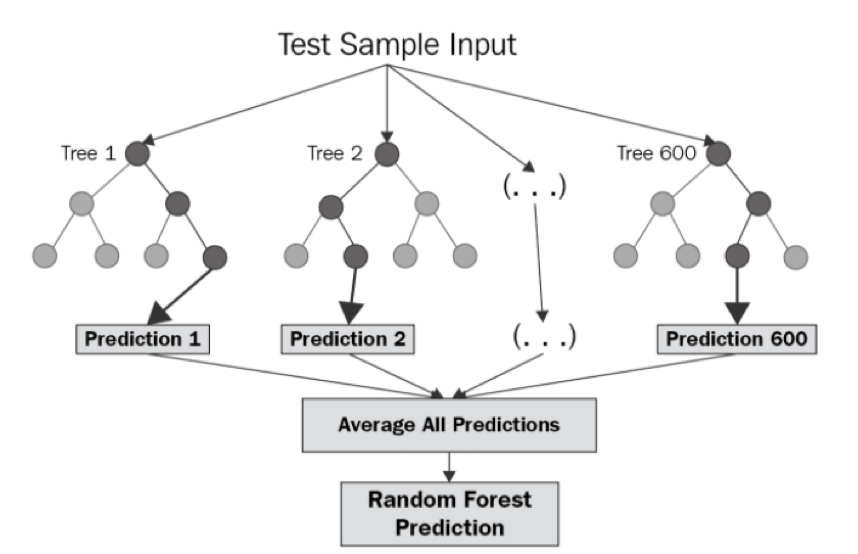 Test Sample Input
Tree 1
Tree 2
Tree 600
(. . .)
Prediction 1
Prediction 2
(. . .)
Prediction 600
Average All Predictions
Random Forest
Prediction